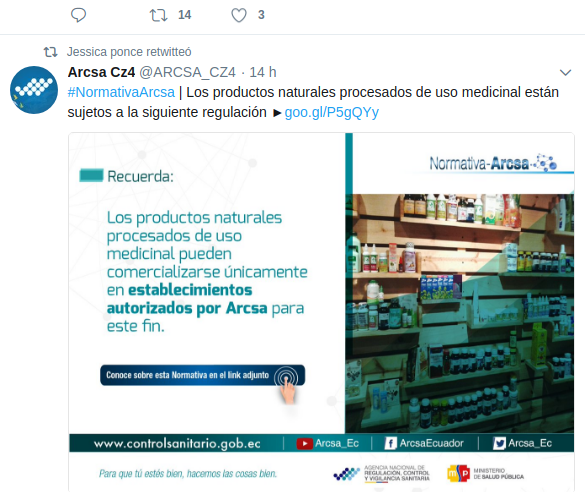 14
3
Jessica ponce retwitteó
Arcsa Cz4 @ARCSA_CZ4 · 14 h
#NormativaArcsa | Los productos naturales procesados de uso medicinal están
sujetos a la siguiente regulación ►goo.gl/P5gQYy
Normativa-Arcsa
Recuerda:
Los productos naturales
procesados de uso
medicinal pueden
comercializarse únicamente
en establecimientos
autorizados por Arcsa para
este fin.
Conoce sobre esta Normativa en el link adjunto
www.controlsanitario.gob.ec | Arcsa_Ec | ArcsaEcuador | Arcsa_Ec
Para que tú estés bien, hacemos las cosas bien.
AGENCIA NACIONAL DE
REGULACIÓN, CONTROL
Y VIGILANCIA SANITARIA
MINISTERIO
DE SALUD PÚBLICA